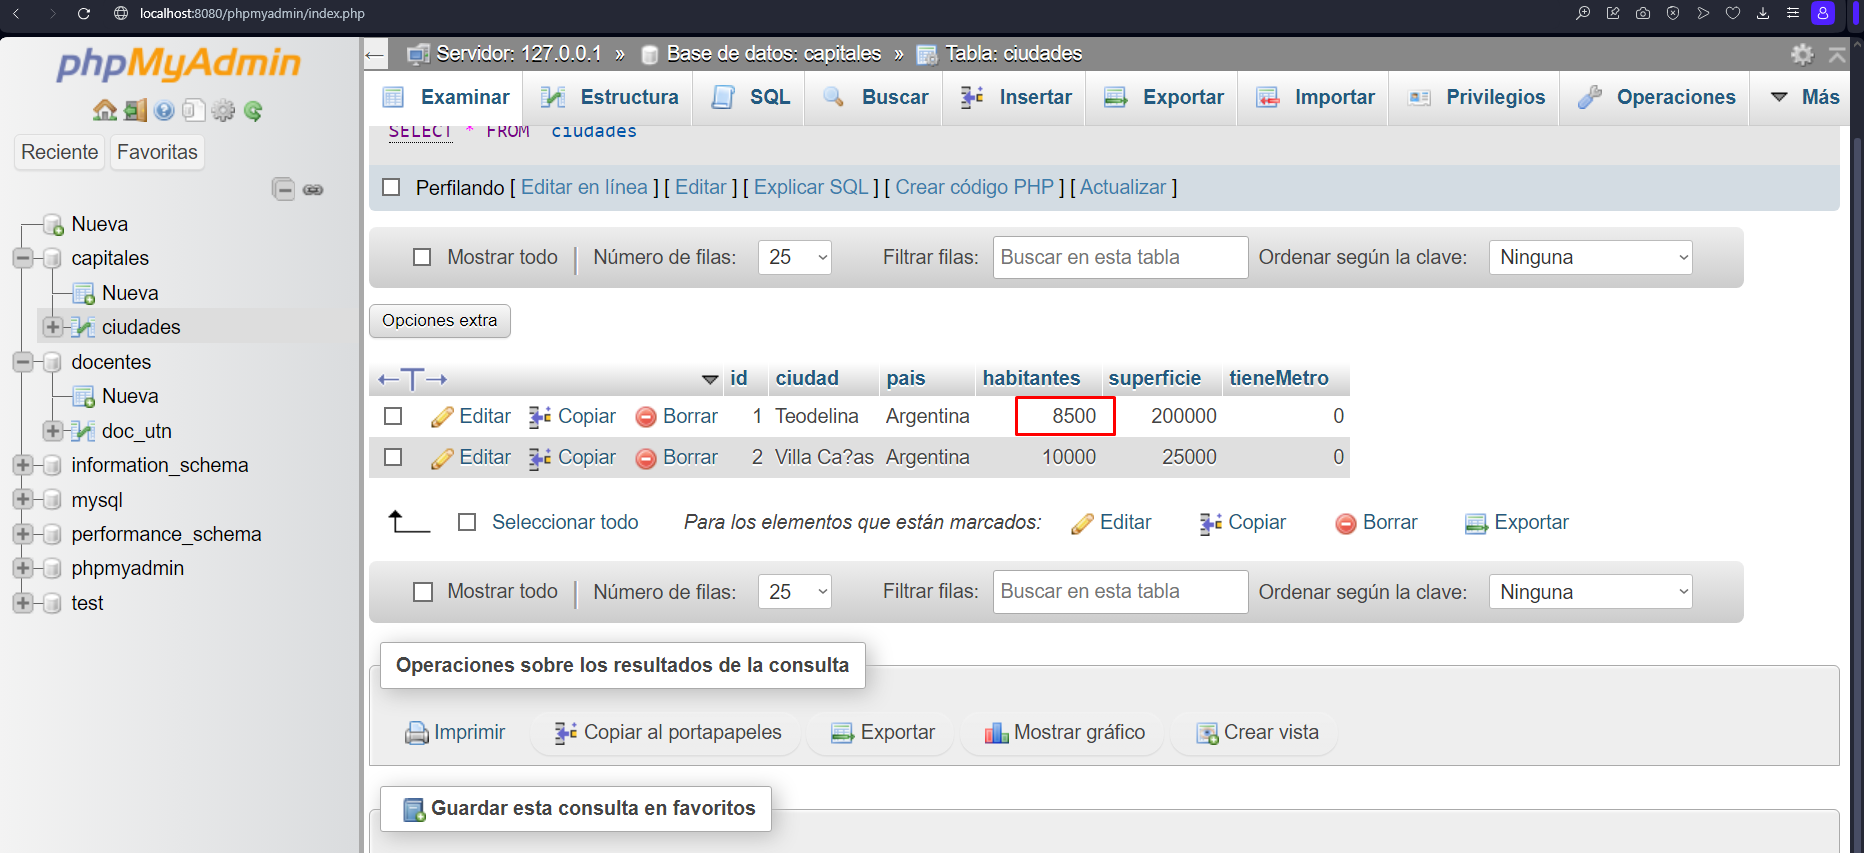 localhost:8080/phpmyadmin/index.php
phpMyAdmin
Reciente Favoritas
Nueva
capitales
Nueva
ciudades
docentes
Nueva
doc_utn
information_schema
mysql
performance_schema
phpmyadmin
test
Servidor: 127.0.0.1 » Base de datos: capitales » Tabla: ciudades
Examinar Estructura SQL Buscar Insertar Exportar Importar Privilegios Operaciones Más
SELECT * FROM ciudades
Perfilando [ Editar en línea ] [ Editar ] [ Explicar SQL ] [ Crear código PHP ] [ Actualizar ]
Mostrar todo | Número de filas: 25 Filtrar filas: Buscar en esta tabla Ordenar según la clave: Ninguna
Opciones extra
←T→ id ciudad pais habitantes superficie tieneMetro
Editar Copiar Borrar 1 Teodelina Argentina 8500 200000 0
Editar Copiar Borrar 2 Villa Ca?as Argentina 10000 25000 0
Seleccionar todo Para los elementos que están marcados: Editar Copiar Borrar Exportar
Mostrar todo | Número de filas: 25 Filtrar filas: Buscar en esta tabla Ordenar según la clave: Ninguna
Operaciones sobre los resultados de la consulta
Imprimir Copiar al portapapeles Exportar Mostrar gráfico Crear vista
Guardar esta consulta en favoritos